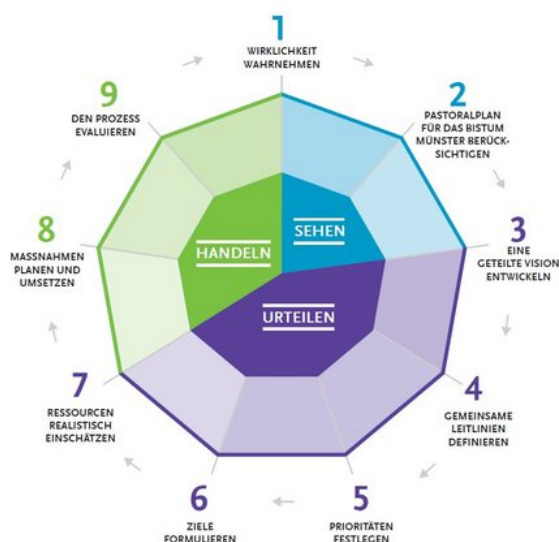 1
WIRKLICHKEIT
WAHRNEHMEN
2
PASTORALPLAN
FÜR DAS BISTUM
MÜNSTER BERÜCK-
SICHTIGEN
3
EINE
GETEILTE VISION
ENTWICKELN
4
GEMEINSAME
LEITLINIEN
DEFINIEREN
5
PRIORITÄTEN
FESTLEGEN
6
ZIELE
FORMULIEREN
7
RESSOURCEN
REALISTISCH
EINSCHÄTZEN
8
MASSNAHMEN
PLANEN UND
UMSETZEN
9
DEN PROZESS
EVALUIEREN
SEHEN
URTEILEN
HANDELN